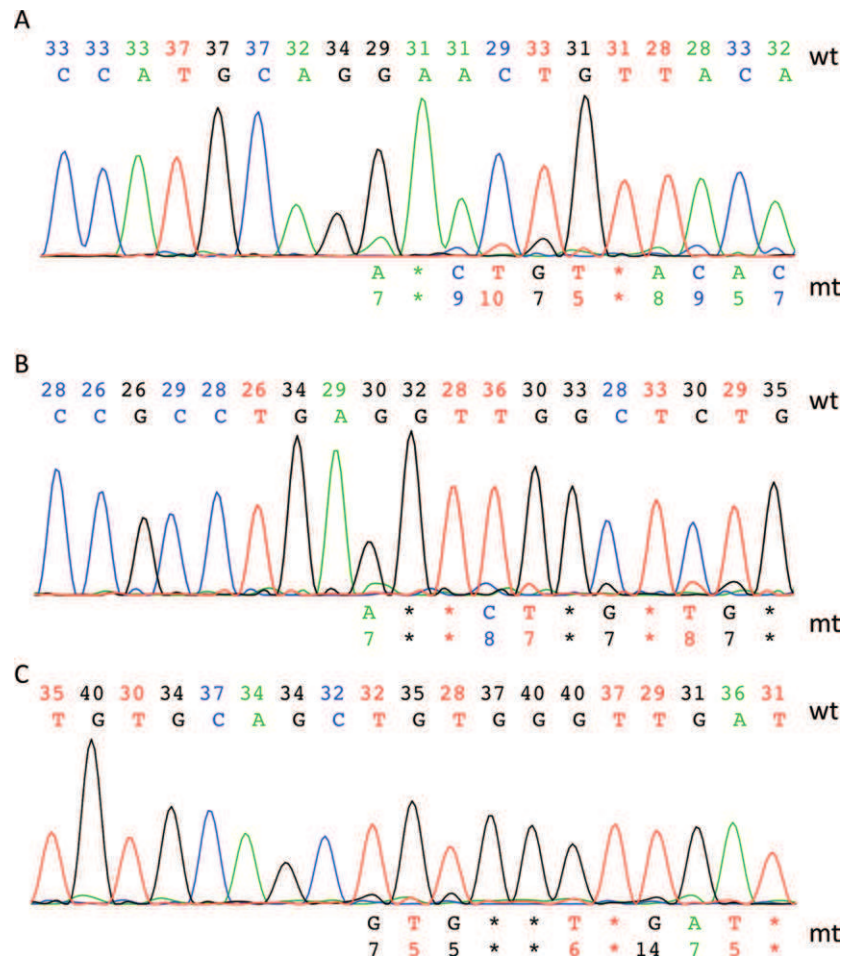 A
33 33 33 37 37 37 32 34 29 31 31 29 33 31 31 28 28 33 32
C C A T G C A G G A A C T G T T A C A wt
A * C T G T * A C A C
7 * 9 10 7 5 * 8 9 5 7 mt
B
28 26 26 29 28 26 34 29 30 32 28 36 30 33 28 33 30 29 35
C C G C C T G A G G T T G G C T C T G wt
A * * C T * G * T G *
7 * * 8 7 * 7 * 8 7 * mt
C
35 40 30 34 37 34 34 32 32 35 28 37 40 40 37 29 31 36 31
T G T G C A G C T G T G G G T T G A T wt
G T G * * T * G A T *
7 5 5 * * 6 * 14 7 5 * mt